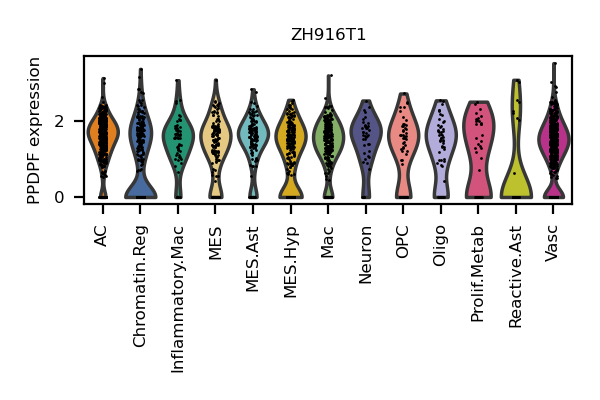 ZH916T1
PPDPF expression
2
0
AC
Chromatin.Reg
Inflammatory.Mac
MES
MES.Ast
MES.Hyp
Mac
Neuron
OPC
Oligo
Prolif.Metab
Reactive.Ast
Vasc